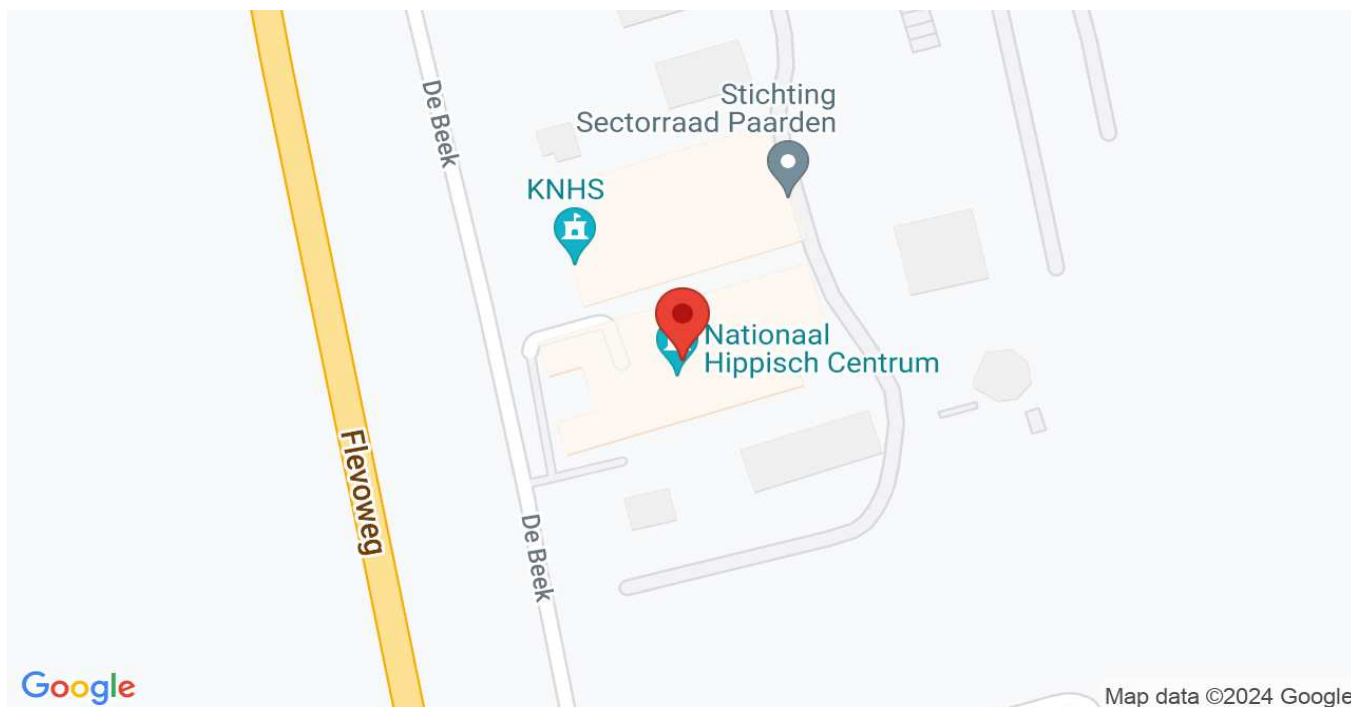 De Beek
Stichting
Sectorraad Paarden
KNHS
Nationaal
Hippisch Centrum
Flevoweg
De Beek
Google
Map data ©2024 Google